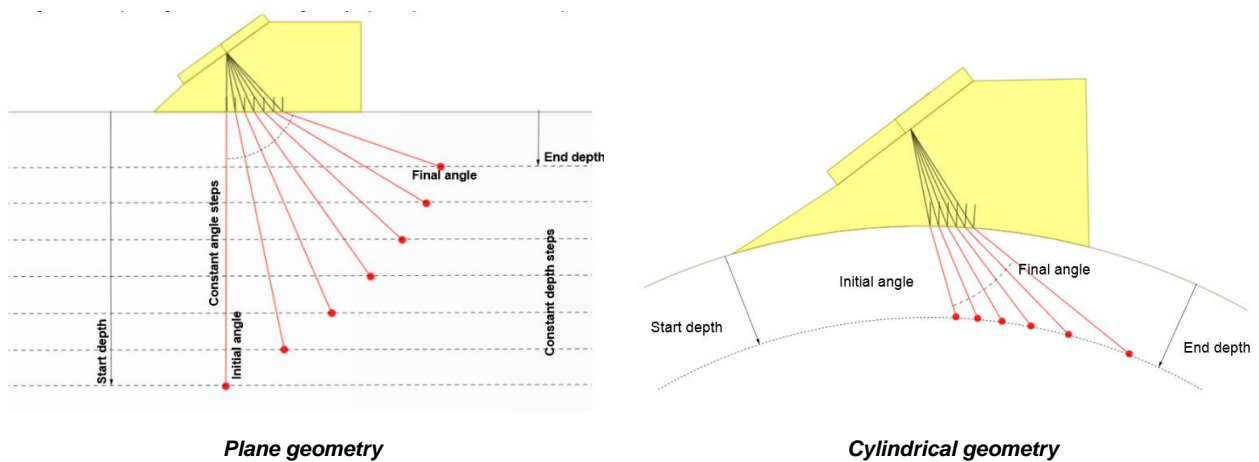 End depth
Final angle
Constant angle steps
Initial angle
Start depth
Constant depth steps
Plane geometry
Initial angle
Final angle
Start depth
End depth
Cylindrical geometry